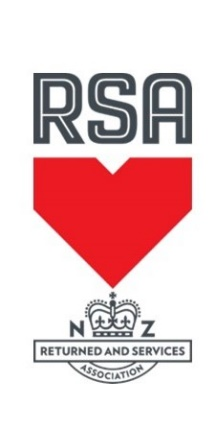 RSA
N Z
RETURNED AND SERVICES
ASSOCIATION